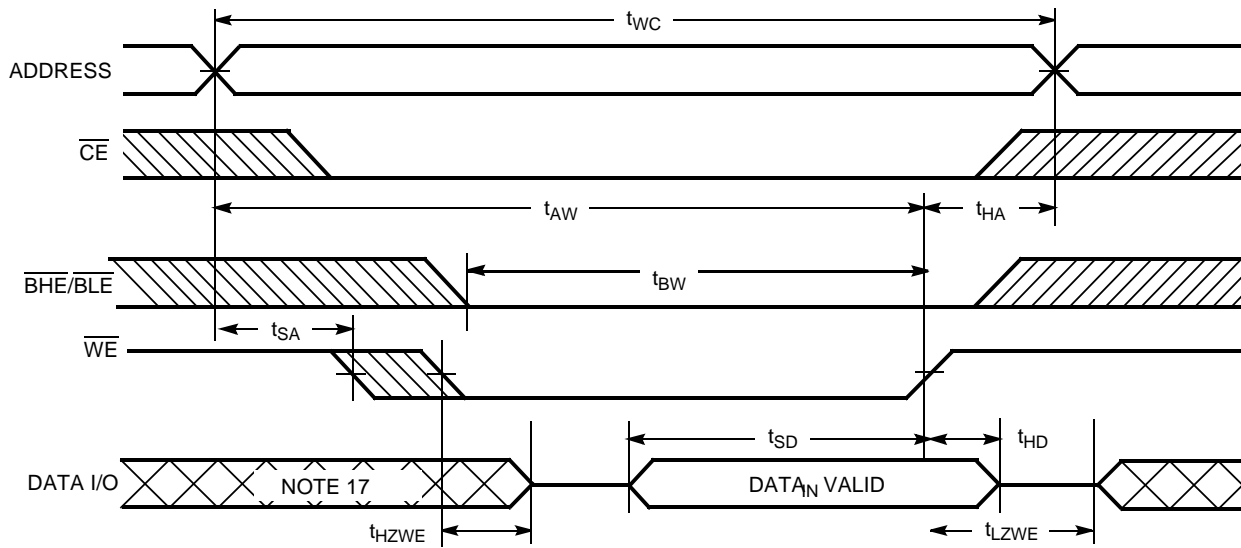 tWC
ADDRESS
CE
tAW
tHA
BHE/BLE
tBW
tSA
WE
tSD
tHD
DATA I/O
NOTE 17
DATAIN VALID
tHZWE
tLZWE